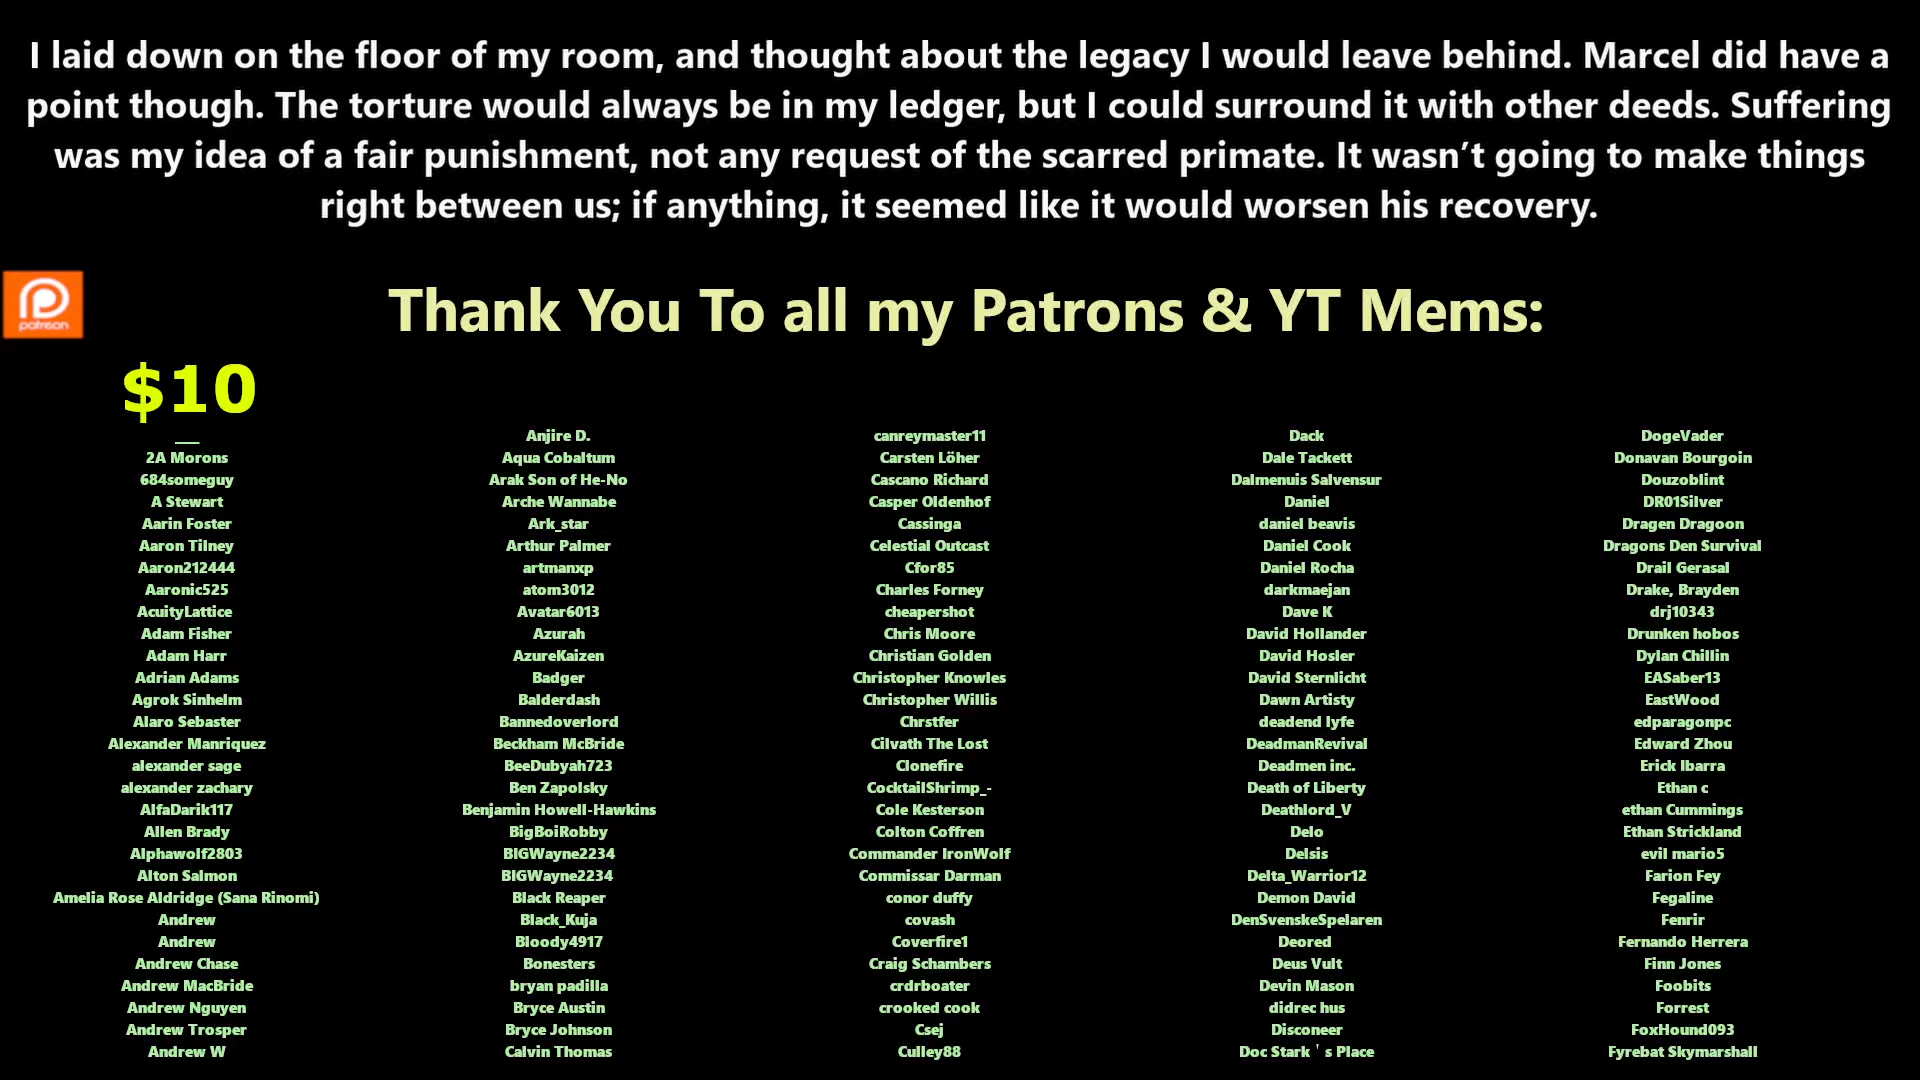 I laid down on the floor of my room, and thought about the legacy I would leave behind. Marcel did have a
point though. The torture would always be in my ledger, but I could surround it with other deeds. Suffering
was my idea of a fair punishment, not any request of the scarred primate. It wasn’t going to make things
right between us; if anything, it seemed like it would worsen his recovery.
patreon
Thank You To all my Patrons & YT Mems:
$10
___
2A Morons
684someguy
A Stewart
Aarin Foster
Aaron Tilney
Aaron212444
Aaronic525
AcuityLattice
Adam Fisher
Adam Harr
Adrian Adams
Agrok Sinhelm
Alaro Sebaster
Alexander Manriquez
alexander sage
alexander zachary
AlfaDarik117
Allen Brady
Alphawolf2803
Alton Salmon
Amelia Rose Aldridge (Sana Rinomi)
Andrew
Andrew
Andrew Chase
Andrew MacBride
Andrew Nguyen
Andrew Trosper
Andrew W
Anjire D.
Aqua Cobaltum
Arak Son of He-No
Arche Wannabe
Ark_star
Arthur Palmer
artmanxp
atom3012
Avatar6013
Azurah
AzureKaizen
Badger
Balderdash
Bannedoverlord
Beckham McBride
BeeDubyah723
Ben Zapolsky
Benjamin Howell-Hawkins
BigBoiRobby
BIGWayne2234
BIGWayne2234
Black Reaper
Black_Kuja
Bloody4917
Bonesters
bryan padilla
Bryce Austin
Bryce Johnson
Calvin Thomas
canreymaster11
Carsten Löher
Cascano Richard
Casper Oldenhof
Cassinga
Celestial Outcast
Cfor85
Charles Forney
cheapershot
Chris Moore
Christian Golden
Christopher Knowles
Christopher Willis
Chrstfer
Cilvath The Lost
Clonefire
CocktailShrimp_-
Cole Kesterson
Colton Coffren
Commander IronWolf
Commissar Darman
conor duffy
covash
Coverfire1
Craig Schambers
crdrboater
crooked cook
Csej
Culley88
Dack
Dale Tackett
Dalmenuis Salvensur
Daniel
daniel beavis
Daniel Cook
Daniel Rocha
darkmaejan
Dave K
David Hollander
David Hosler
David Sternlicht
Dawn Artisty
deadend lyfe
DeadmanRevival
Deadmen inc.
Death of Liberty
Deathlord_V
Delo
Delsis
Delta_Warrior12
Demon David
DenSvenskeSpelaren
Deored
Deus Vult
Devin Mason
didrec hus
Disconeer
Doc Stark ' s Place
DogeVader
Donavan Bourgoin
Douzoblint
DR01Silver
Dragen Dragoon
Dragons Den Survival
Drail Gerasal
Drake, Brayden
drj10343
Drunken hobos
Dylan Chillin
EASaber13
EastWood
edparagonpc
Edward Zhou
Erick Ibarra
Ethan c
ethan Cummings
Ethan Strickland
evil mario5
Farion Fey
Fegaline
Fenrir
Fernando Herrera
Finn Jones
Foobits
Forrest
FoxHound093
Fyrebat Skymarshall